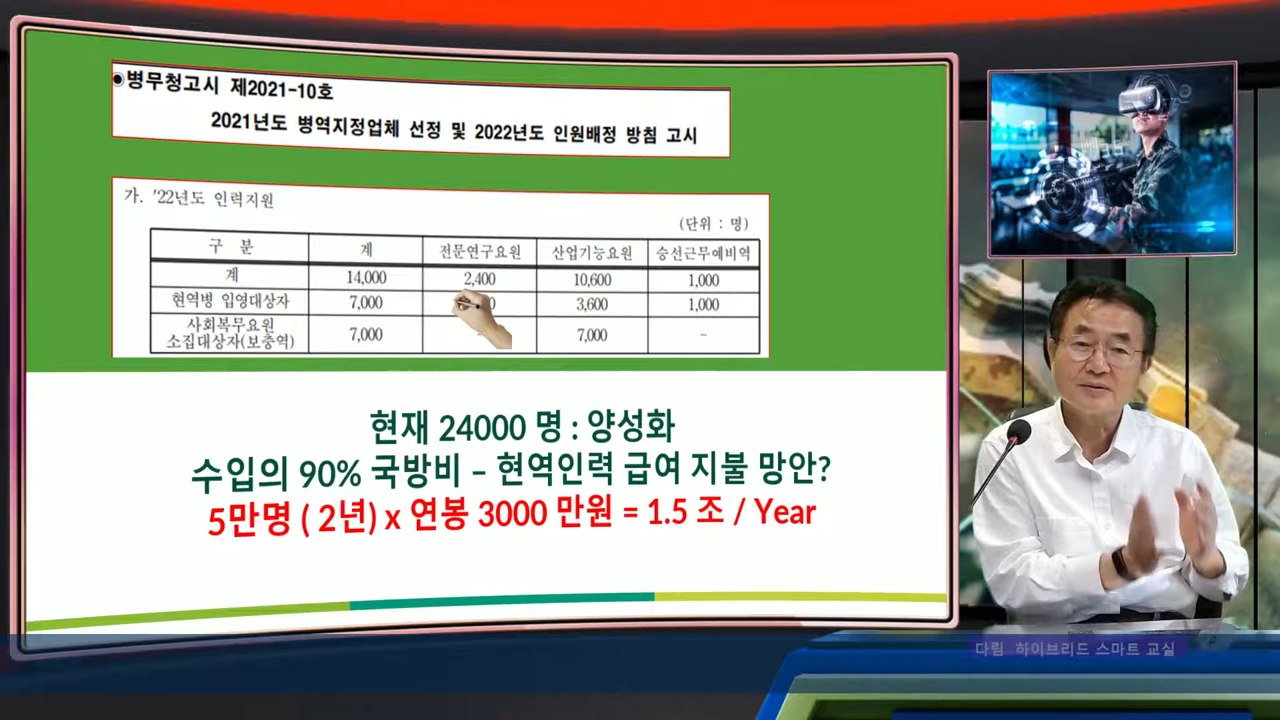 ◉병무청고시 제2021-10호
2021년도 병역지정업체 선정 및 2022년도 인원배정 방침 고시
가. '22년도 인력지원
(단위 : 명)
구 분 계 전문연구요원 산업기능요원 승선근무예비역
계 14,000 2,400 10,600 1,000
현역병 입영대상자 7,000 3,600 1,000
사회복무요원
소집대상자(보충역) 7,000 7,000 -
현재 24000 명 : 양성화
수입의 90% 국방비 – 현역인력 급여 지불 망안?
5만명 ( 2년) x 연봉 3000 만원 = 1.5 조 / Year
다림 하이브리드 스마트 교실